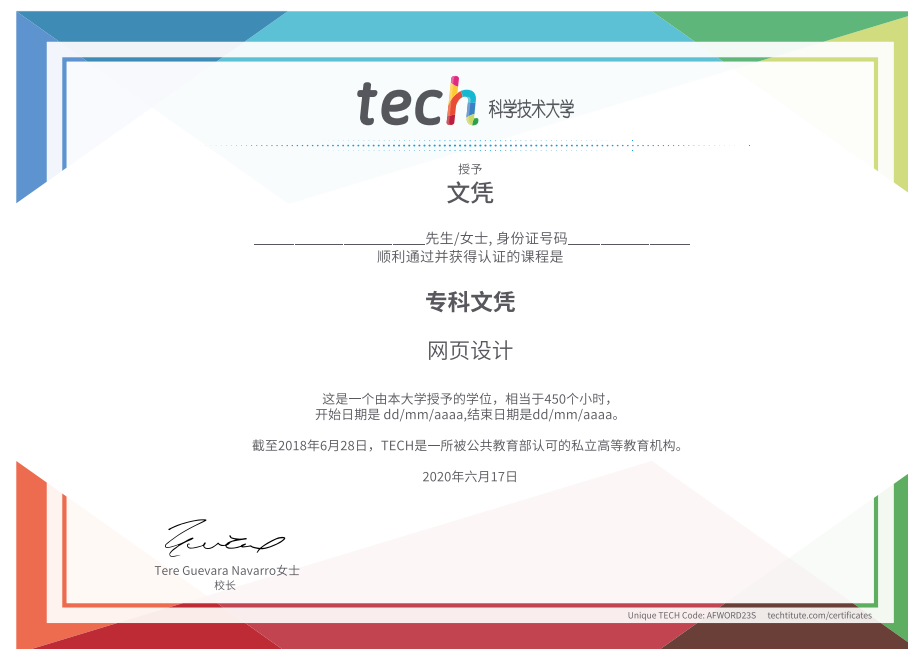 tech 科学技术大学
授予
文凭
先生/女士, 身份证号码
顺利通过并获得认证的课程是
专科文凭
网页设计
这是一个由本大学授予的学位，相当于450个小时，
开始日期是 dd/mm/aaaa,结束日期是dd/mm/aaaa。
截至2018年6月28日，TECH是一所被公共教育部认可的私立高等教育机构。
2020年六月17日
Tere Guevara Navarro女士
校长
Unique TECH Code: AFWORD23S techtitute.com/certificates